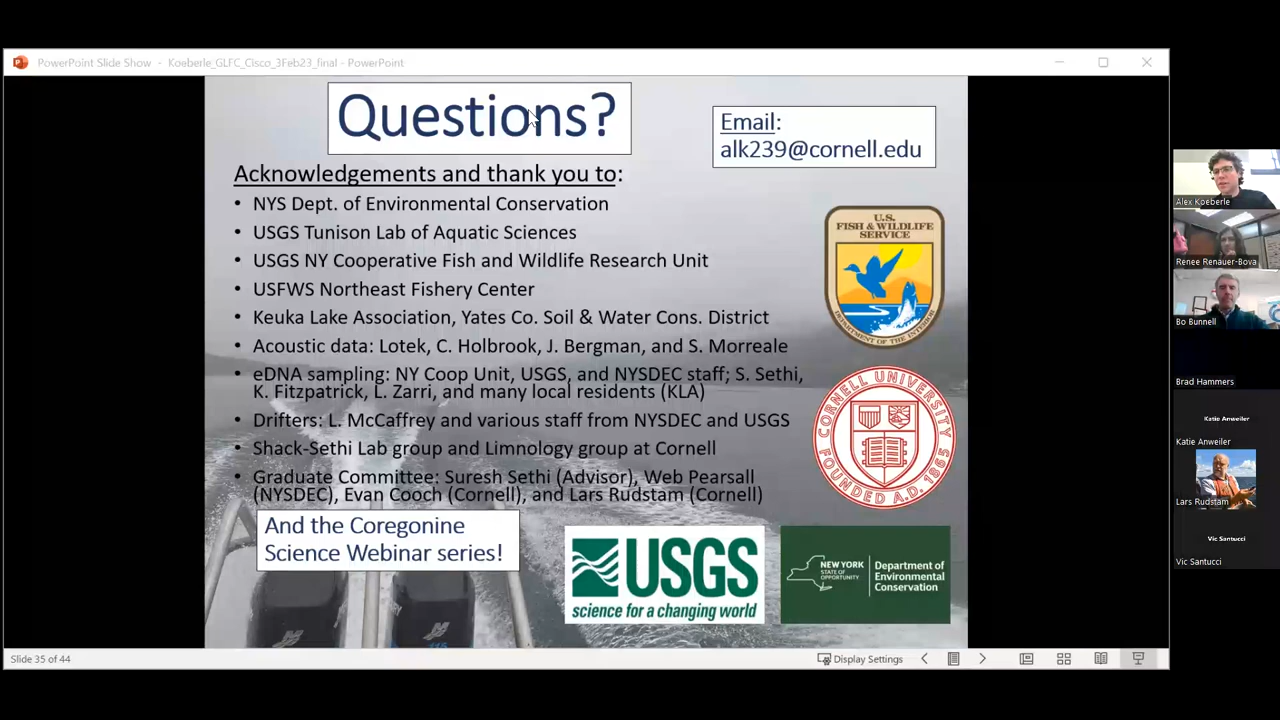 PowerPoint Slide Show - Koeberle_GLFC_Cisco_3Feb23_final - PowerPoint
Questions?
Email:
alk239@cornell.edu
Acknowledgements and thank you to:
• NYS Dept. of Environmental Conservation
• USGS Tunison Lab of Aquatic Sciences
• USGS NY Cooperative Fish and Wildlife Research Unit
• USFWS Northeast Fishery Center
• Keuka Lake Association, Yates Co. Soil & Water Cons. District
• Acoustic data: Lotek, C. Holbrook, J. Bergman, and S. Morreale
• eDNA sampling: NY Coop Unit, USGS, and NYSDEC staff; S. Sethi,
K. Fitzpatrick, L. Zarri, and many local residents (KLA)
• Drifters: L. McCaffrey and various staff from NYSDEC and USGS
• Shack-Sethi Lab group and Limnology group at Cornell
• Graduate Committee: Suresh Sethi (Advisor), Web Pearsall
(NYSDEC), Evan Cooch (Cornell), and Lars Rudstam (Cornell)
And the Coregonine
Science Webinar series!
U.S.
FISH & WILDLIFE
SERVICE
DEPARTMENT OF THE INTERIOR
CORNELL UNIVERSITY
FOUNDED A.D. 1865
USGS
science for a changing world
NEW YORK
STATE OF
OPPORTUNITY
Department of
Environmental
Conservation
Slide 35 of 44
Display Settings
Alex Koeberle
Renee Renauer-Bova
Bo Bunnell
Brad Hammers
Katie Anweiler
Katie Anweiler
Lars Rudstam
Vic Santucci
Vic Santucci